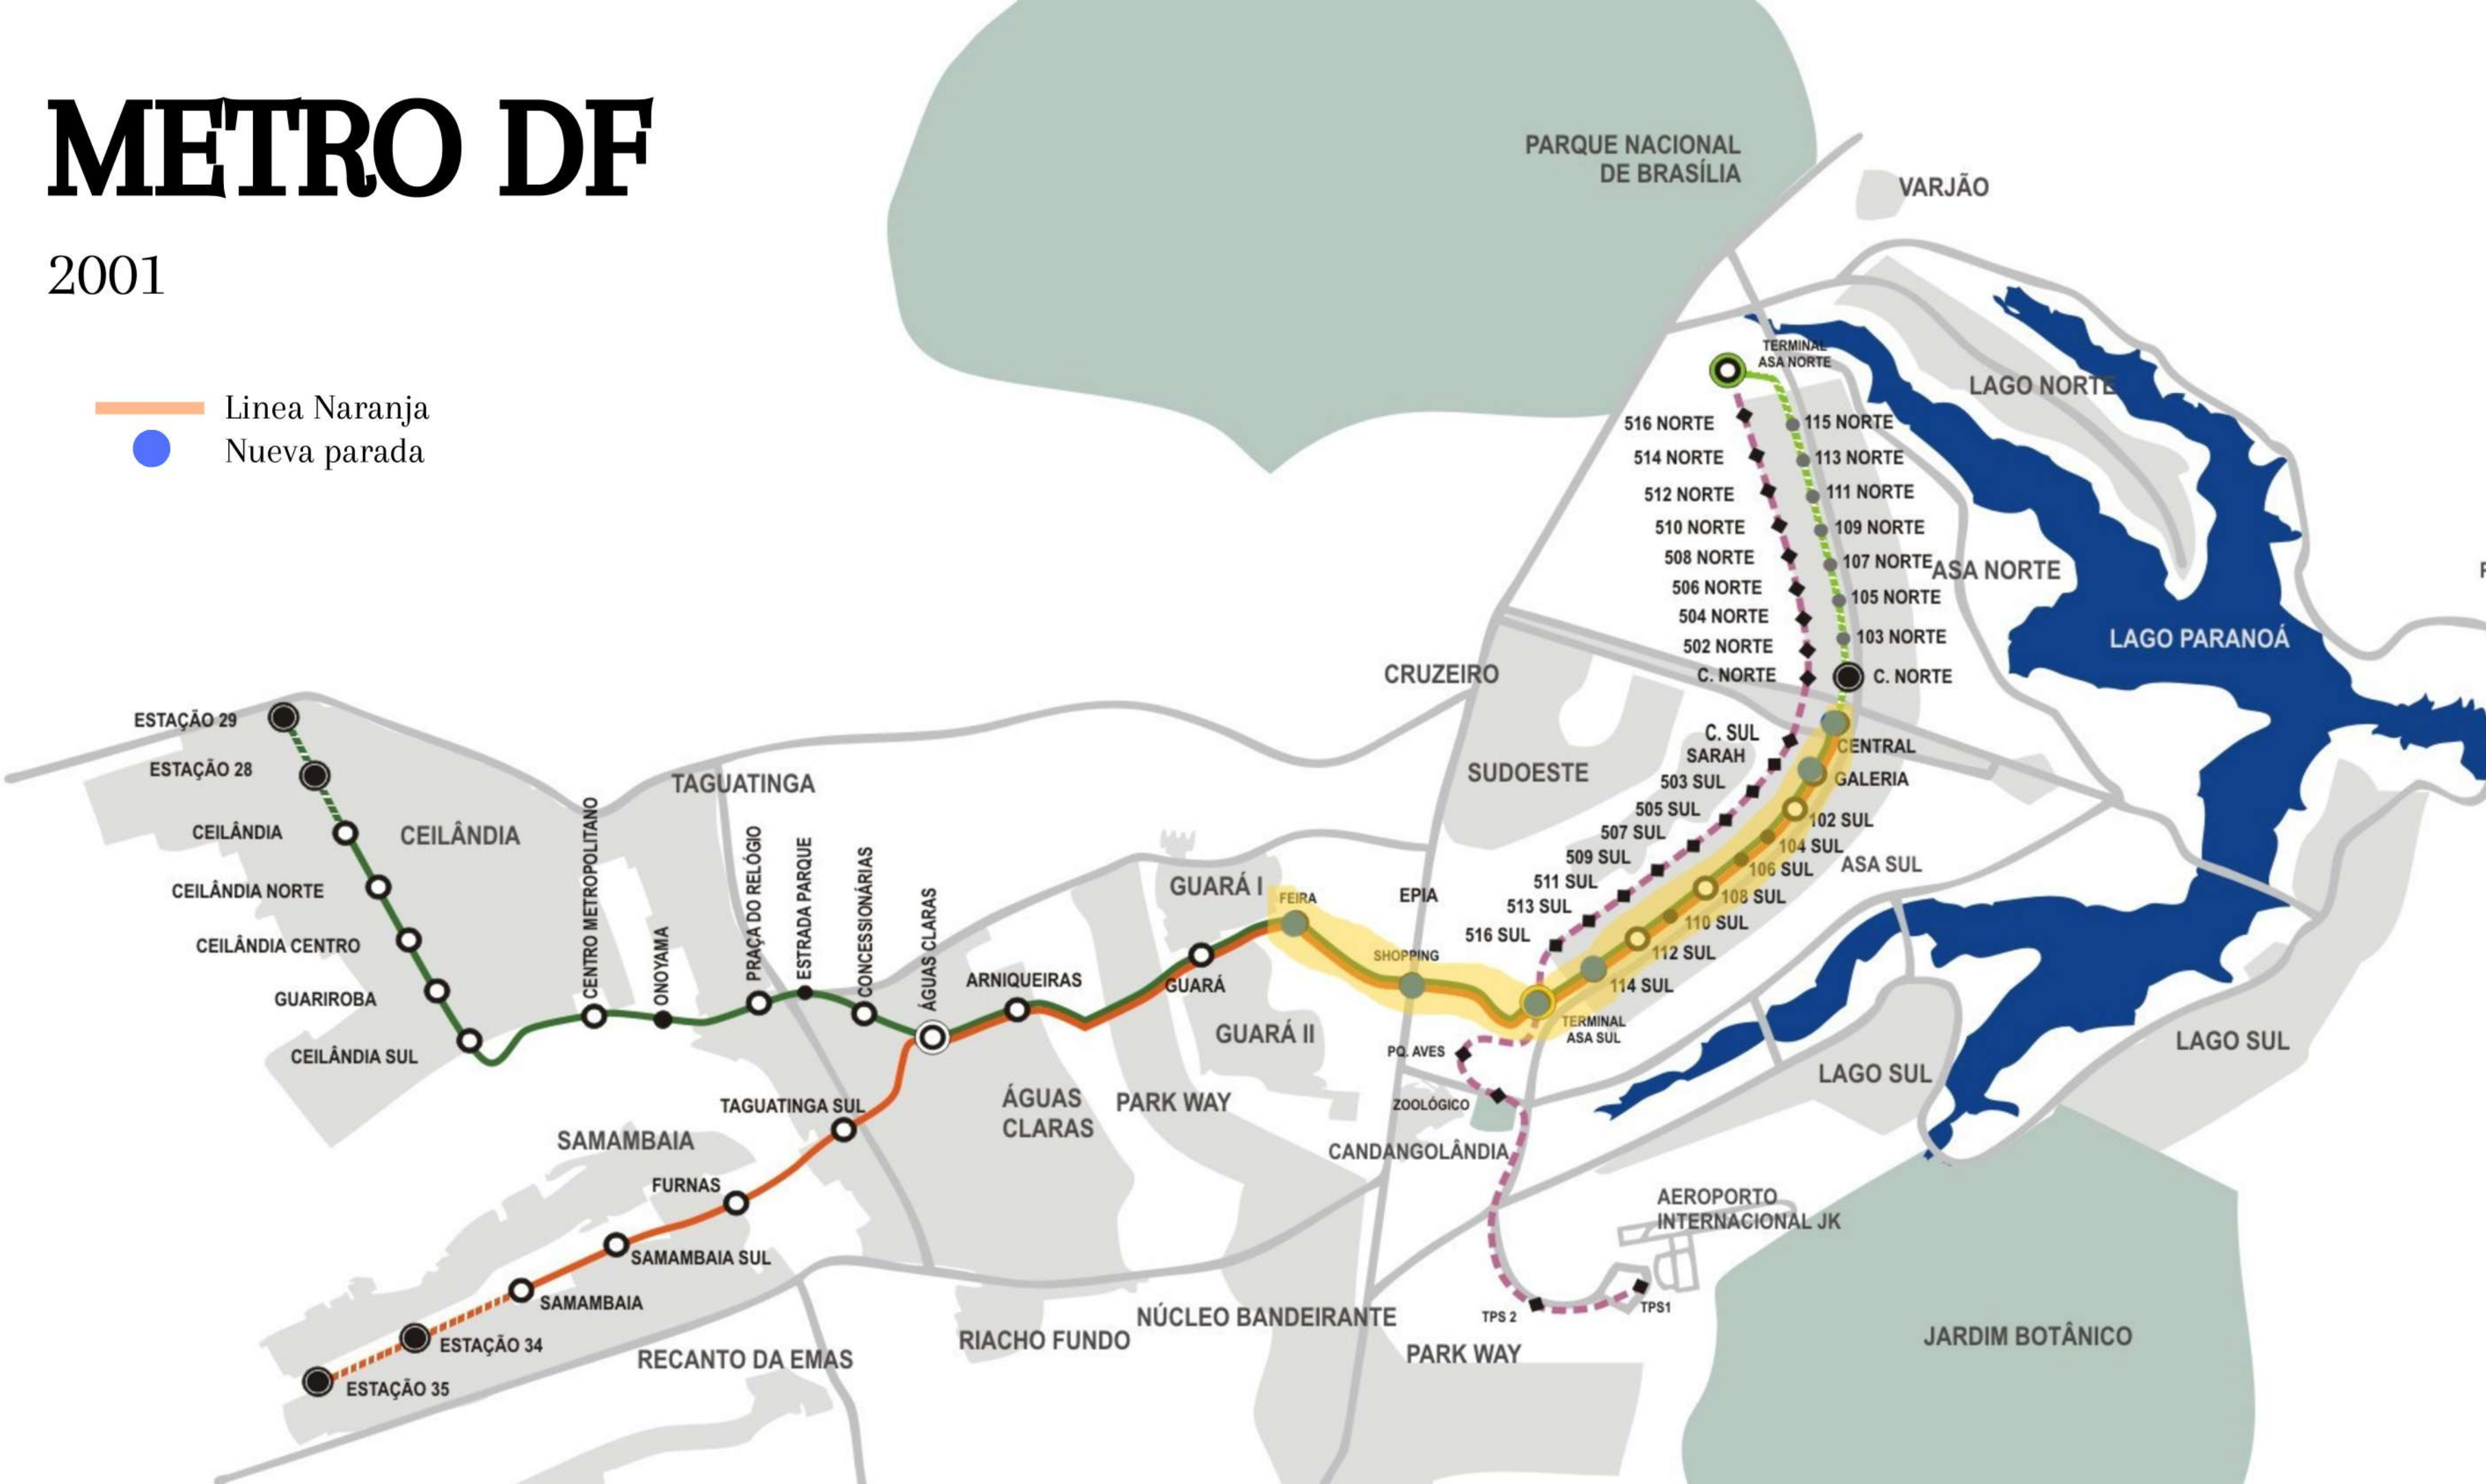 METRO DF
2001
Linea Naranja
Nueva parada
PARQUE NACIONAL
DE BRASÍLIA
VARJÃO
TERMINAL
ASA NORTE
LAGO NORTE
516 NORTE
115 NORTE
514 NORTE
113 NORTE
512 NORTE
111 NORTE
510 NORTE
109 NORTE
508 NORTE
107 NORTE
ASA NORTE
506 NORTE
105 NORTE
504 NORTE
103 NORTE
502 NORTE
LAGO PARANOÁ
CRUZEIRO
C. NORTE
C. NORTE
ESTAÇÃO 29
ESTAÇÃO 28
CEILÂNDIA
CEILÂNDIA
CEILÂNDIA NORTE
CEILÂNDIA CENTRO
GUARIROBA
CEILÂNDIA SUL
CENTRO METROPOLITANO
ONOYAMA
TAGUATINGA
PRAÇA DO RELÓGIO
ESTRADA PARQUE
CONCESSIONÁRIAS
ÁGUAS CLARAS
ARNIQUEIRAS
GUARÁ I
GUARÁ
GUARÁ II
FEIRA
EPIA
SHOPPING
SUDOESTE
C. SUL
SARAH
503 SUL
505 SUL
507 SUL
509 SUL
511 SUL
513 SUL
516 SUL
CENTRAL
GALERIA
102 SUL
104 SUL
106 SUL
ASA SUL
108 SUL
110 SUL
112 SUL
114 SUL
TERMINAL
ASA SUL
PQ. AVES
ZOOLÓGICO
CANDANGOLÂNDIA
LAGO SUL
LAGO SUL
TAGUATINGA SUL
SAMAMBAIA
FURNAS
SAMAMBAIA SUL
SAMAMBAIA
ESTAÇÃO 34
ESTAÇÃO 35
ÁGUAS
CLARAS
PARK WAY
AEROPORTO
INTERNACIONAL JK
TPS 2
TPS1
NÚCLEO BANDEIRANTE
RIACHO FUNDO
RECANTO DA EMAS
PARK WAY
JARDIM BOTÂNICO